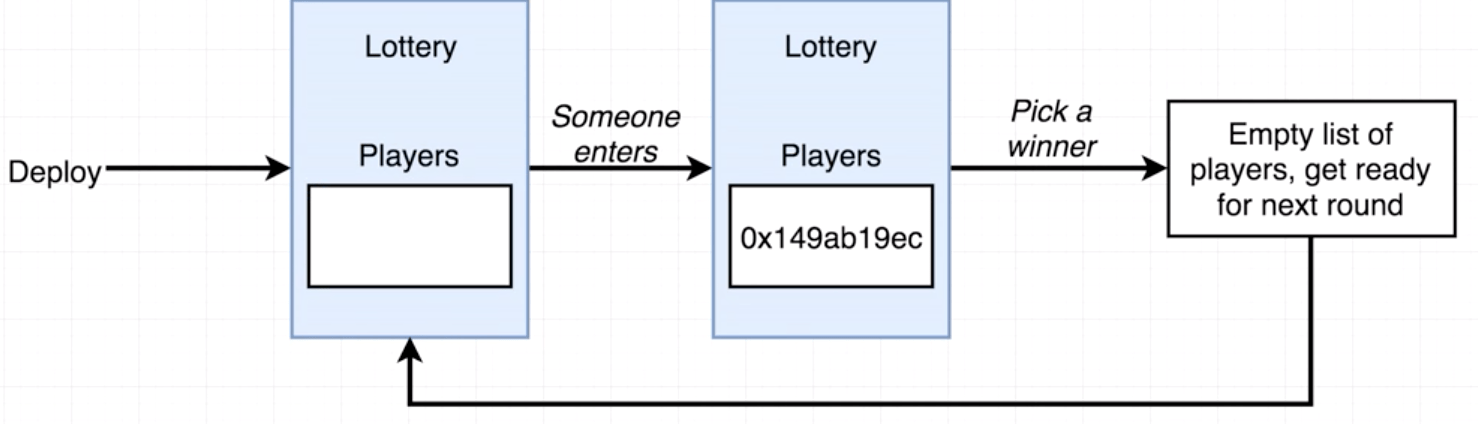 Deploy
Lottery
Players
Someone
enters
Lottery
Players
0x149ab19ec
Pick a
winner
Empty list of
players, get ready
for next round